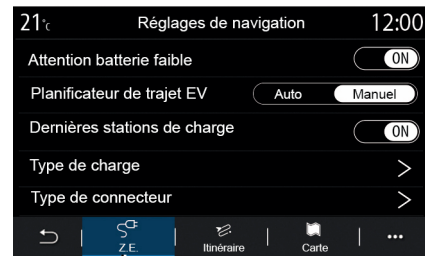 21°C Réglages de navigation 12:00
Attention batterie faible ON
Planificateur de trajet EV Auto Manuel
Dernières stations de charge ON
Type de charge >
Type de connecteur >
Z.E. Itinéraire Carte